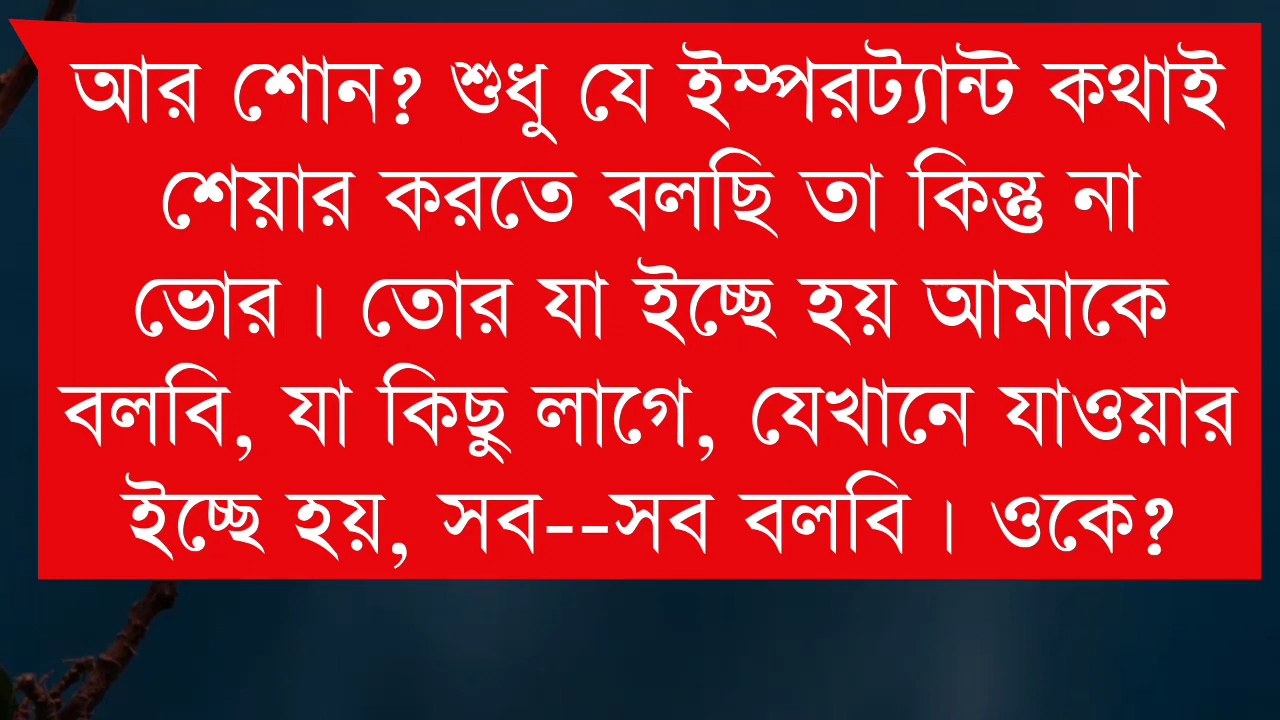 আর শোন? শুধু যে ইম্পরট্যান্ট কথাই
শেয়ার করতে বলছি তা কিন্তু না
ভোর। তোর যা ইচ্ছে হয় আমাকে
বলবি, যা কিছু লাগে, যেখানে যাওয়ার
ইচ্ছে হয়, সব--সব বলবি। ওকে?